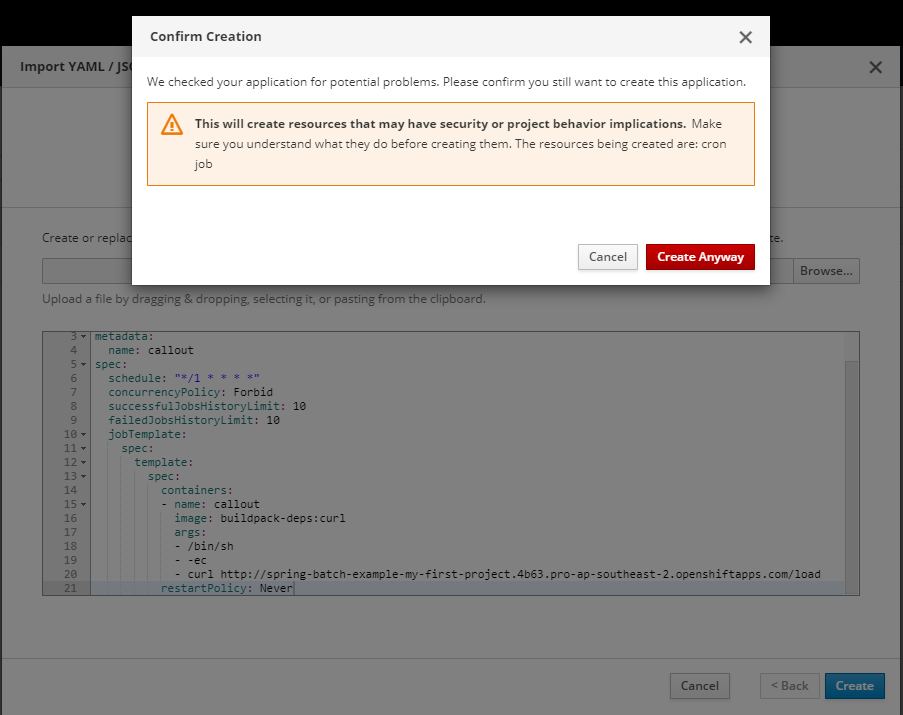 Confirm Creation
We checked your application for potential problems. Please confirm you still want to create this application.
This will create resources that may have security or project behavior implications. Make
sure you understand what they do before creating them. The resources being created are: cron
job
Cancel
Create Anyway
Import YAML / JS
Create or replac
te.
Browse...
Upload a file by dragging & dropping, selecting it, or pasting from the clipboard.
3 metadata:
4 name: callout
5 spec:
6 schedule: "*/1 * * * *"
7 concurrencyPolicy: Forbid
8 successfulJobsHistoryLimit: 10
9 failedJobsHistoryLimit: 10
10 jobTemplate:
11 spec:
12 template:
13 spec:
14 containers:
15 - name: callout
16 image: buildpack-deps:curl
17 args:
18 - /bin/sh
19 - -ec
20 - curl http://spring-batch-example-my-first-project.4b63.pro-ap-southeast-2.openshiftapps.com/load
21 restartPolicy: Never
Cancel
< Back
Create